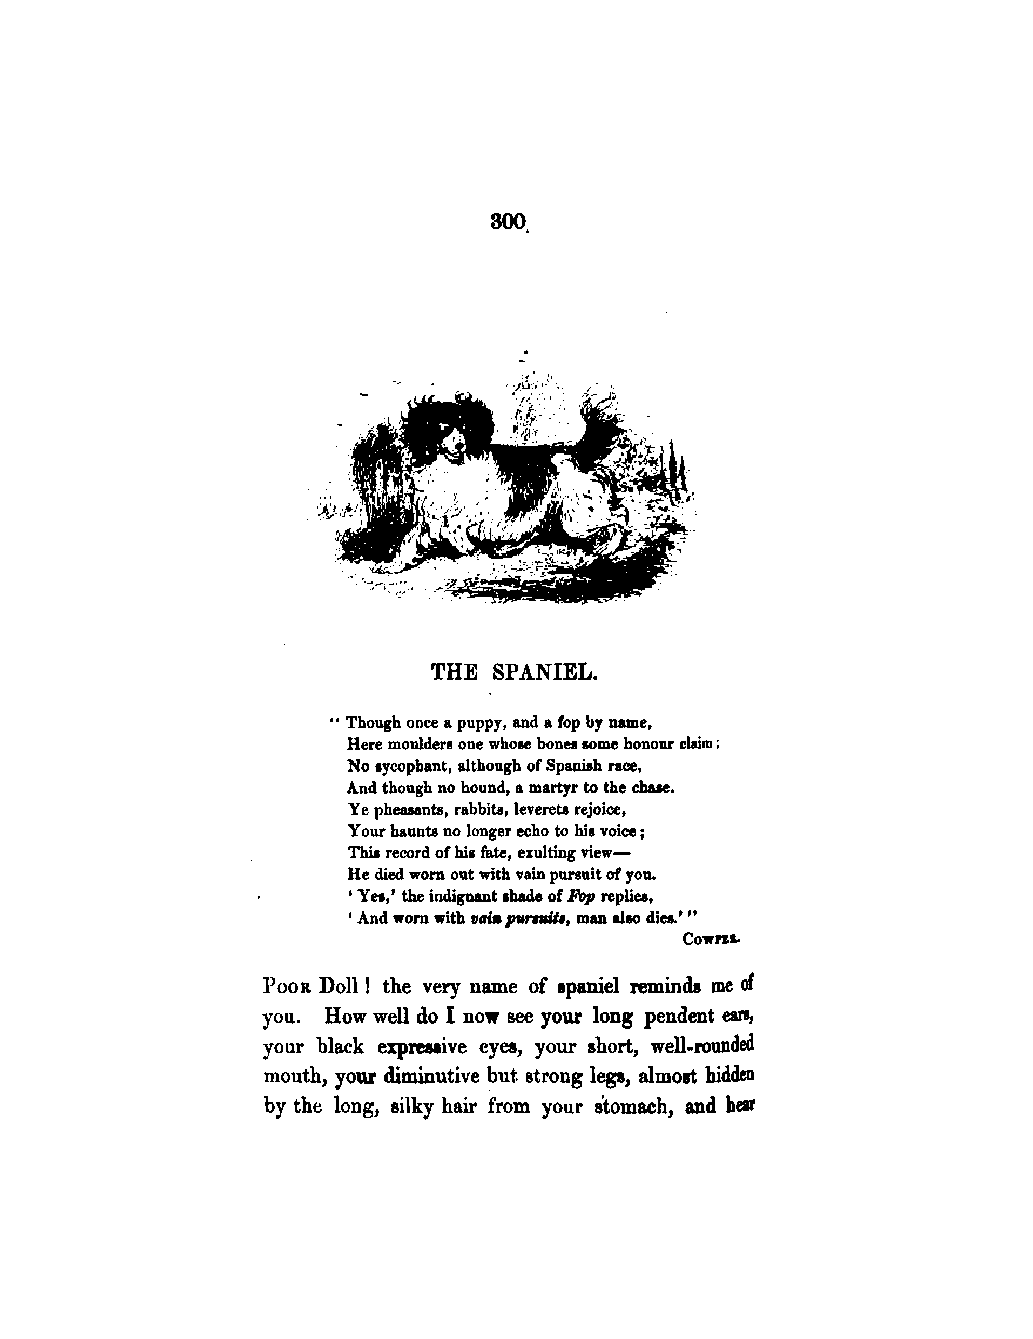 300.
THE SPANIEL.
" Though once a puppy, and a fop by name,
Here moulders one whose bones some honour claim;
No sycophant, although of Spanish race,
And though no hound, a martyr to the chase.
Ye pheasants, rabbits, leverets rejoice,
Your haunts no longer echo to his voice;
This record of his fate, exulting view—
He died worn out with vain pursuit of you.
' Yes,' the indignant shade of Fop replies,
' And worn with vain pursuits, man also dies.' "
COWPER.
POOR Doll! the very name of spaniel reminds me of
you. How well do I now see your long pendent ears,
your black expressive eyes, your short, well-rounded
mouth, your diminutive but strong legs, almost hidden
by the long, silky hair from your stomach, and hear